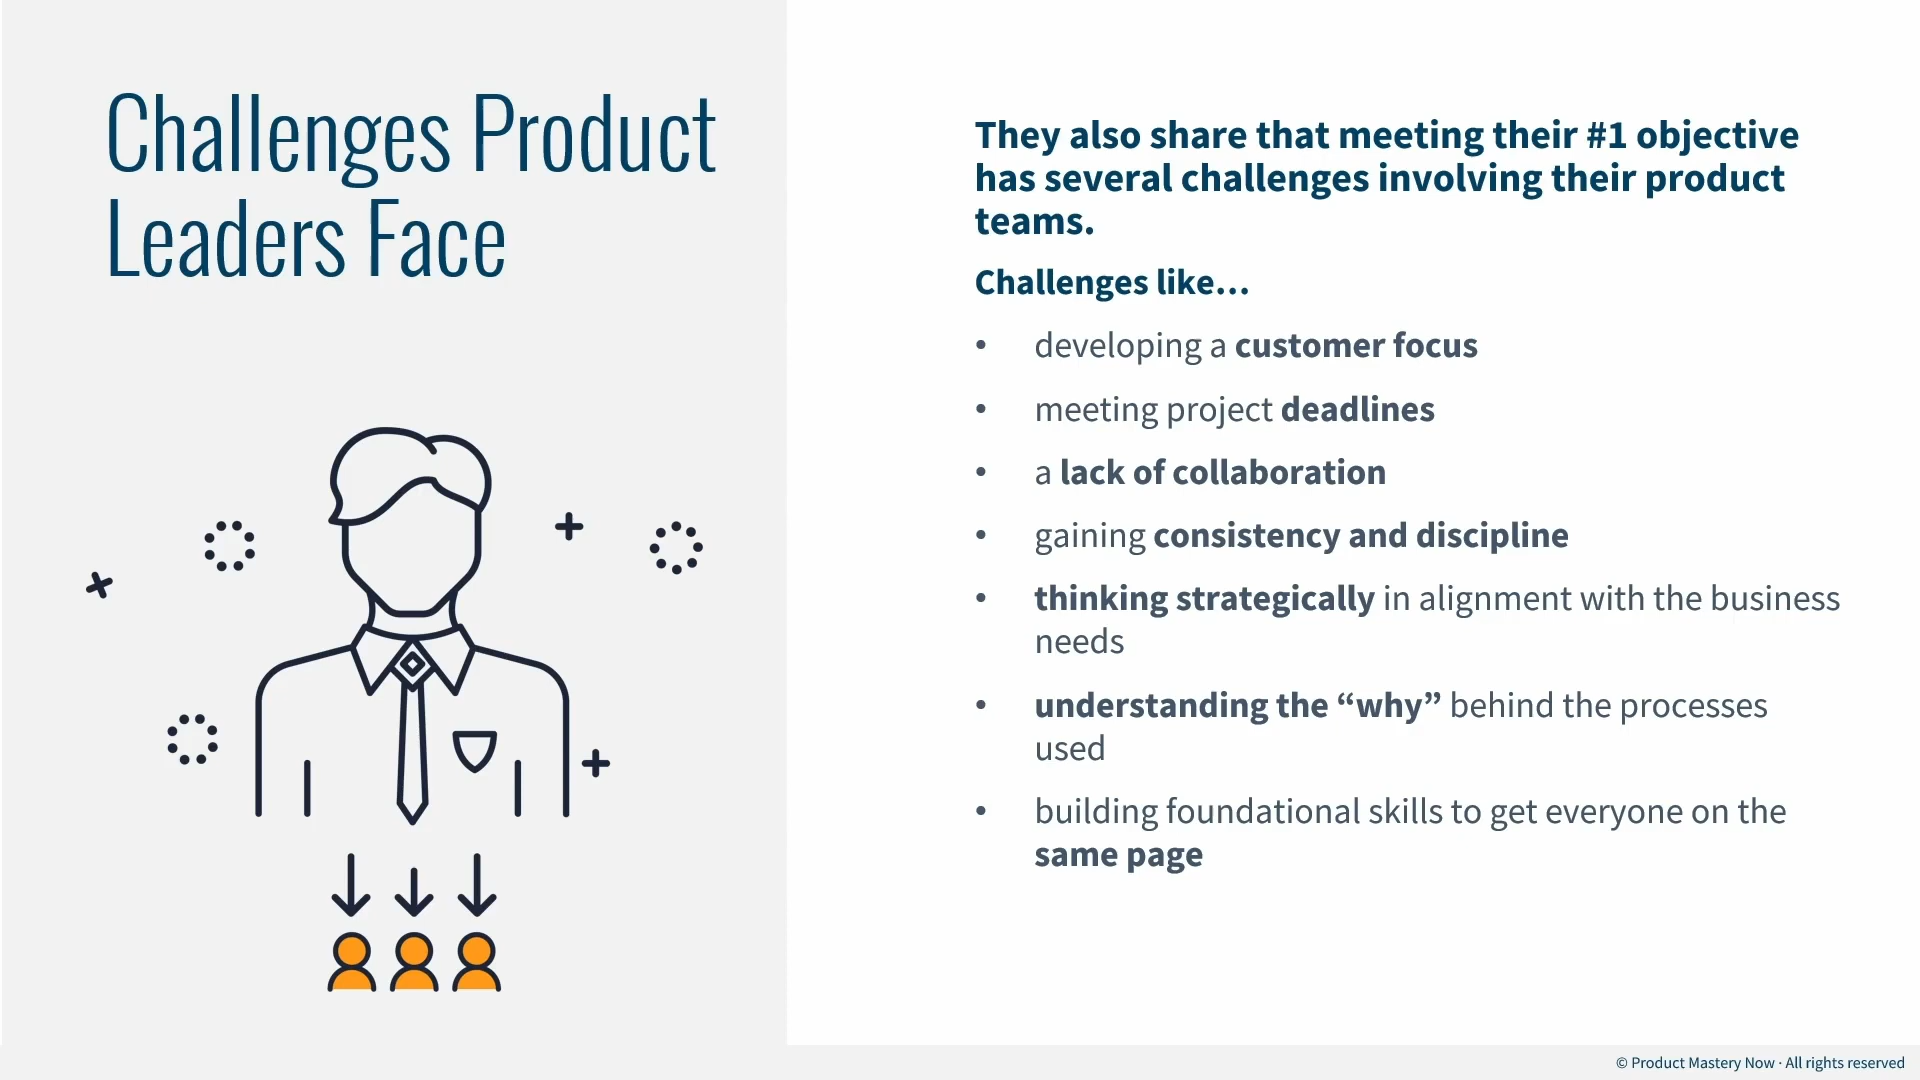 Challenges Product
Leaders Face
They also share that meeting their #1 objective
has several challenges involving their product
teams.
Challenges like…
• developing a customer focus
• meeting project deadlines
• a lack of collaboration
• gaining consistency and discipline
• thinking strategically in alignment with the business
needs
• understanding the “why” behind the processes
used
• building foundational skills to get everyone on the
same page
© Product Mastery Now · All rights reserved